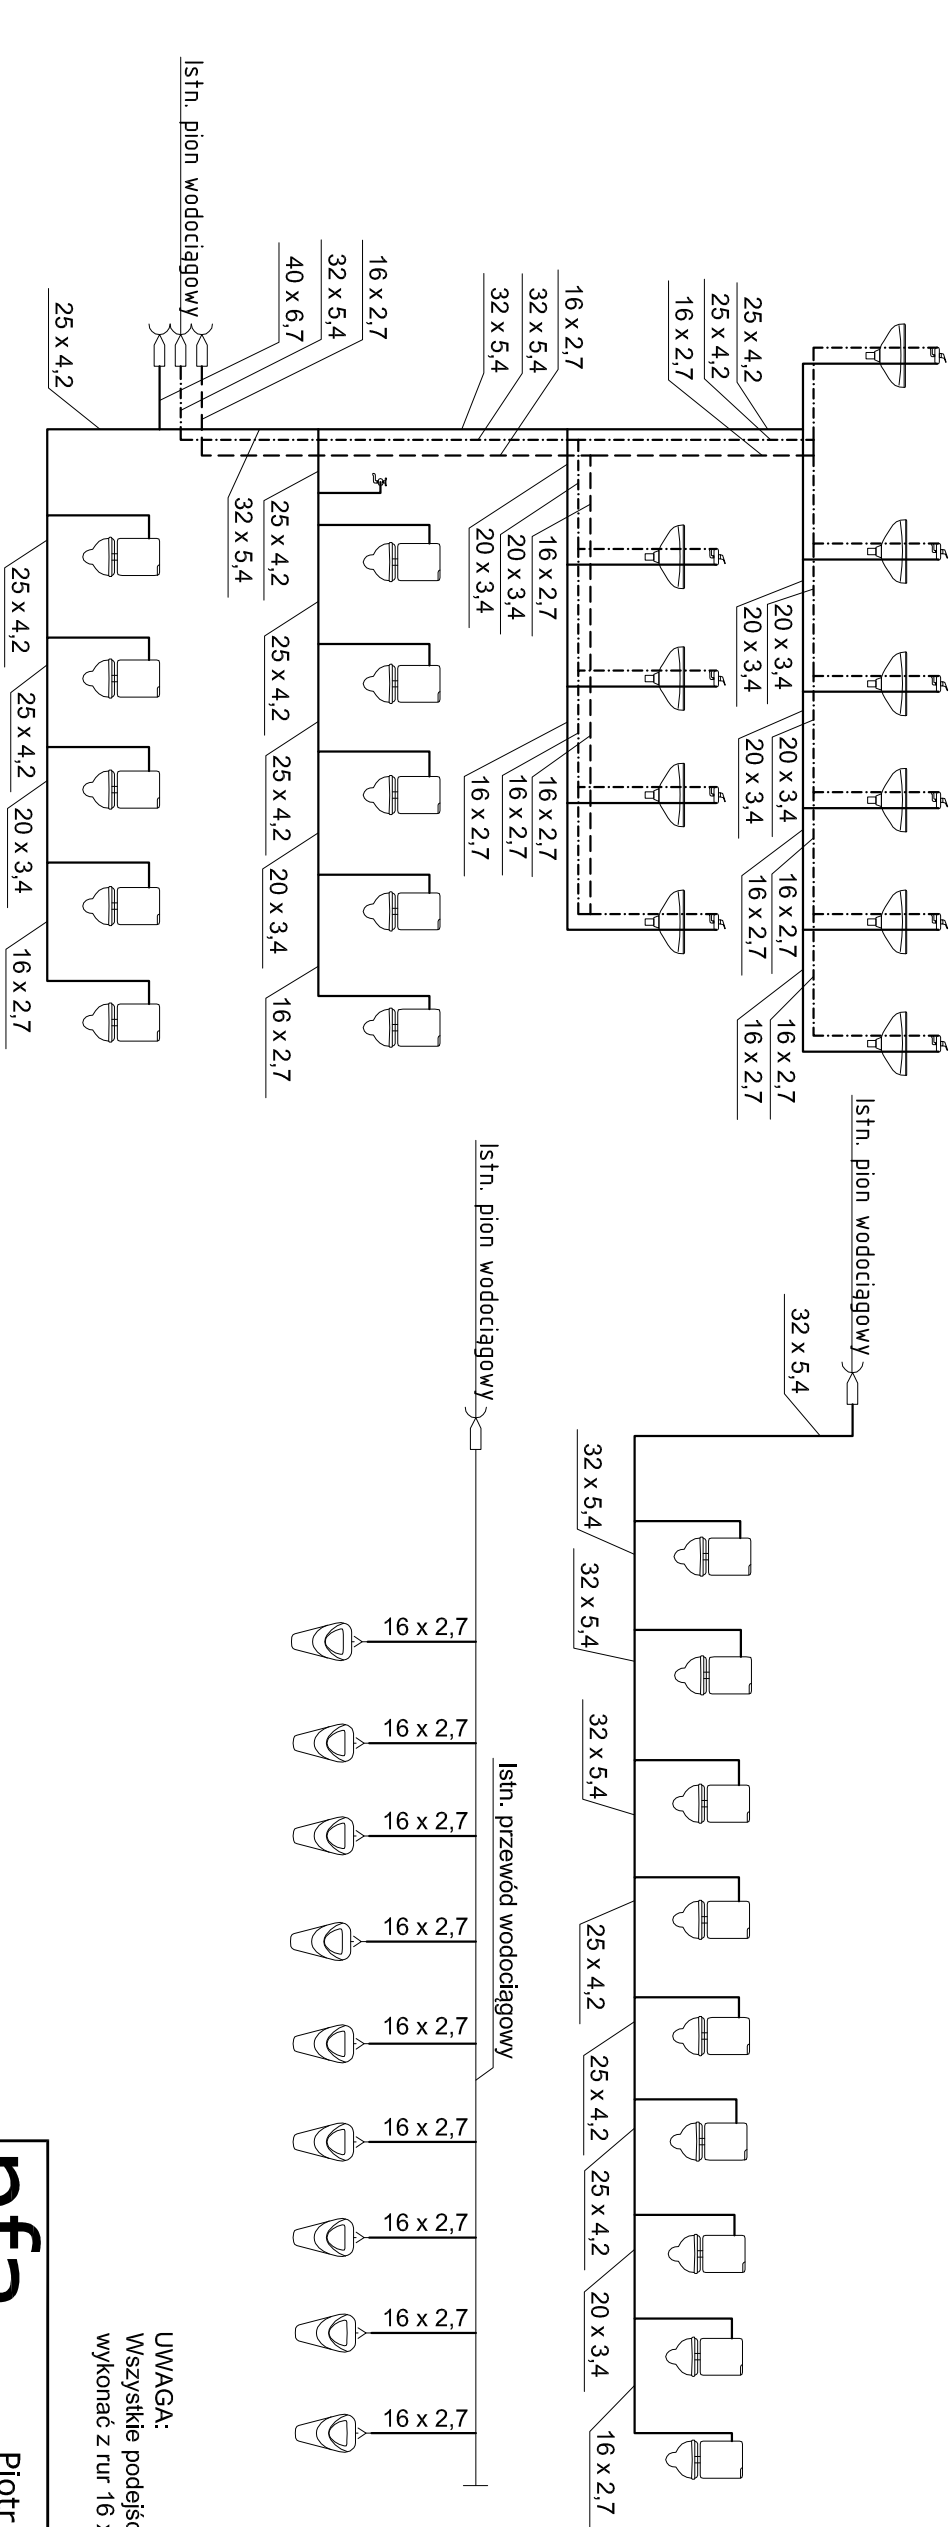 Istn. pion wodociągowy
16 x 2,7
32 x 5,4
40 x 6,7
25 x 4,2
16 x 2,7
32 x 5,4
32 x 5,4
25 x 4,2
25 x 4,2
16 x 2,7
32 x 5,4
25 x 4,2
25 x 4,2
25 x 4,2
20 x 3,4
16 x 2,7
16 x 2,7
20 x 3,4
20 x 3,4
16 x 2,7
16 x 2,7
16 x 2,7
20 x 3,4
20 x 3,4
20 x 3,4
20 x 3,4
16 x 2,7
16 x 2,7
16 x 2,7
16 x 2,7
25 x 4,2
25 x 4,2
20 x 3,4
16 x 2,7
Istn. pion wodociągowy
32 x 5,4
32 x 5,4
32 x 5,4
32 x 5,4
25 x 4,2
25 x 4,2
25 x 4,2
20 x 3,4
16 x 2,7
Istn. pion wodociągowy
Istn. przewód wodociągowy
16 x 2,7
16 x 2,7
16 x 2,7
16 x 2,7
16 x 2,7
16 x 2,7
16 x 2,7
16 x 2,7
16 x 2,7
UWAGA:
Wszystkie
wykonać z rur 16
Piotr